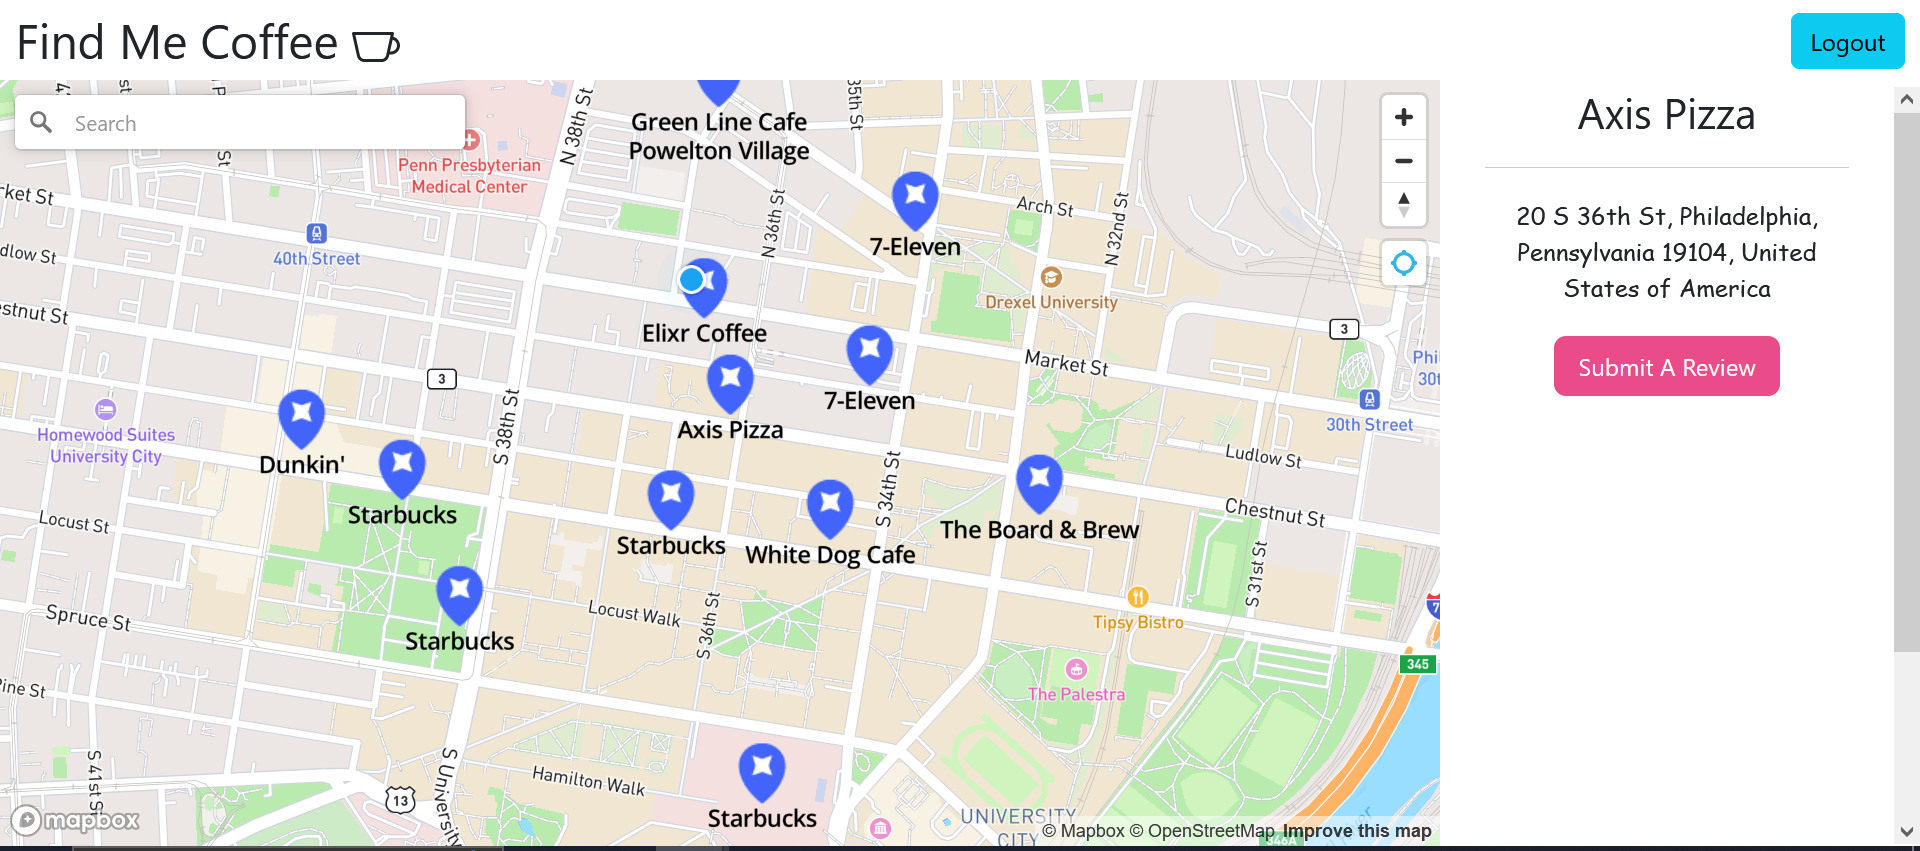 Find Me Coffee
Logout
Search
Axis Pizza
20 S 36th St, Philadelphia,
Pennsylvania 19104, United
States of America
Submit A Review
Green Line Cafe
Powelton Village
N 38th St
35th St
Penn Presbyterian
Medical Center
ket St
N 36th St
7-Eleven
Arch St
N 32nd St
40th Street
dlow St
Drexel University
estnut St
Elixr Coffee
3
Market St
3
7-Eleven
Axis Pizza
S 38th St
Homewood Suites
University City
30th Street
Dunkin'
Ludlow St
Starbucks
S 34th St
Chestnut St
Locust St
Starbucks
White Dog Cafe
The Board & Brew
S 31st St
Spruce St
Starbucks
Locust Walk
S 36th St
Tipsy Bistro
345
Pine St
The Palestra
S 41st St
S University
Hamilton Walk
13
Starbucks
UNIVERSITY
CITY
mapbox
© Mapbox © OpenStreetMap Improve this map
346A